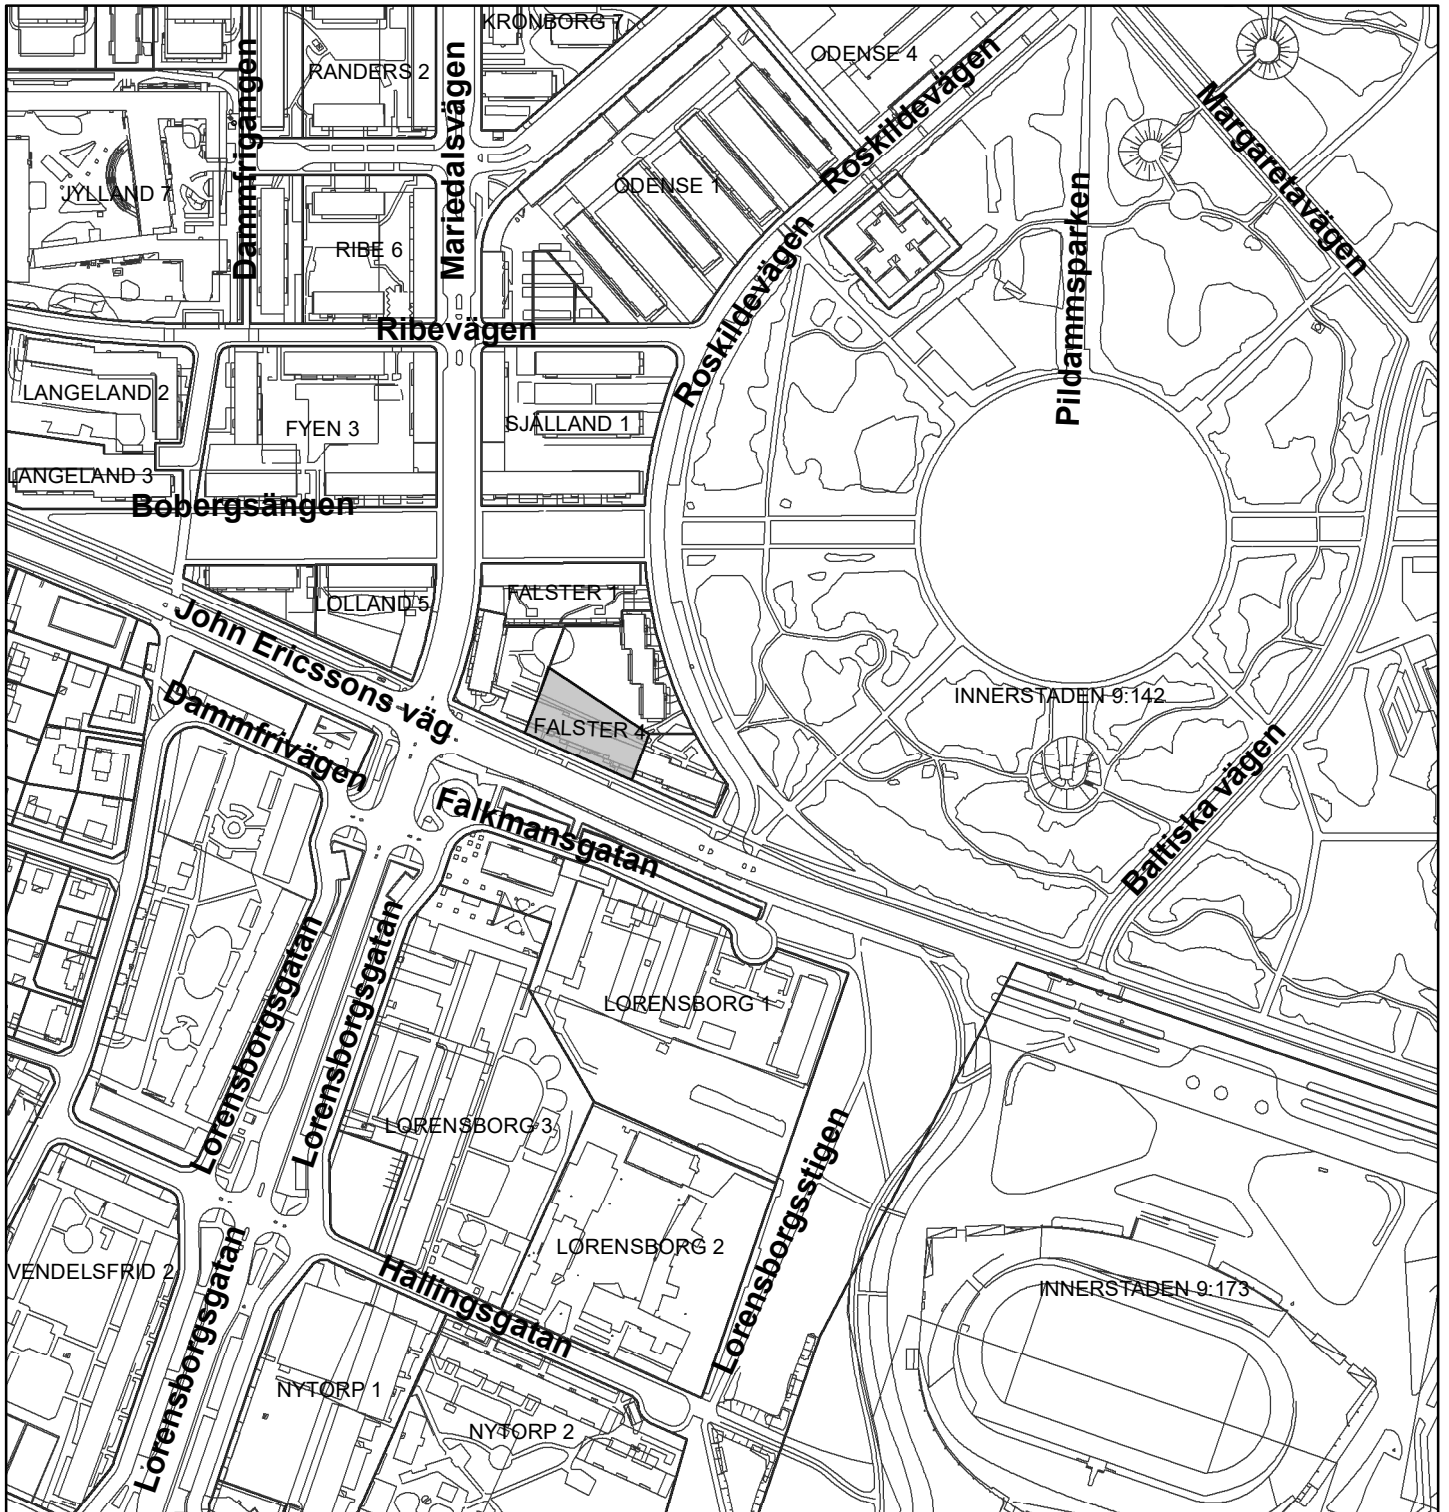 KRONBORG 7
ODENSE 4
RANDERS 2
Dammfrigången
Mariedalsvägen
Roskildevägen
Margaretavägen
JYLLAND 7
ODENSE 1
RIBE 6
Pildammsparken
Ribevägen
Roskildevägen
LANGELAND 2
FYEN 3
SJÄLLAND 1
LANGELAND 3
Bobergsängen
LOLLAND 5
FALSTER 1
John Ericssons väg
Dammfrivägen
FALSTER 4
INNERSTADEN 9:142
Baltiska vägen
Falkmansgatan
Lorensborgsgatan
Lorensborgsgatan
LORENSBORG 1
LORENSBORG 3
Lorensborgsstigen
LORENSBORG 2
VENDELSFRID 2
Lorensborgsgatan
Hallingsgatan
INNERSTADEN 9:173
NYTORP 1
NYTORP 2